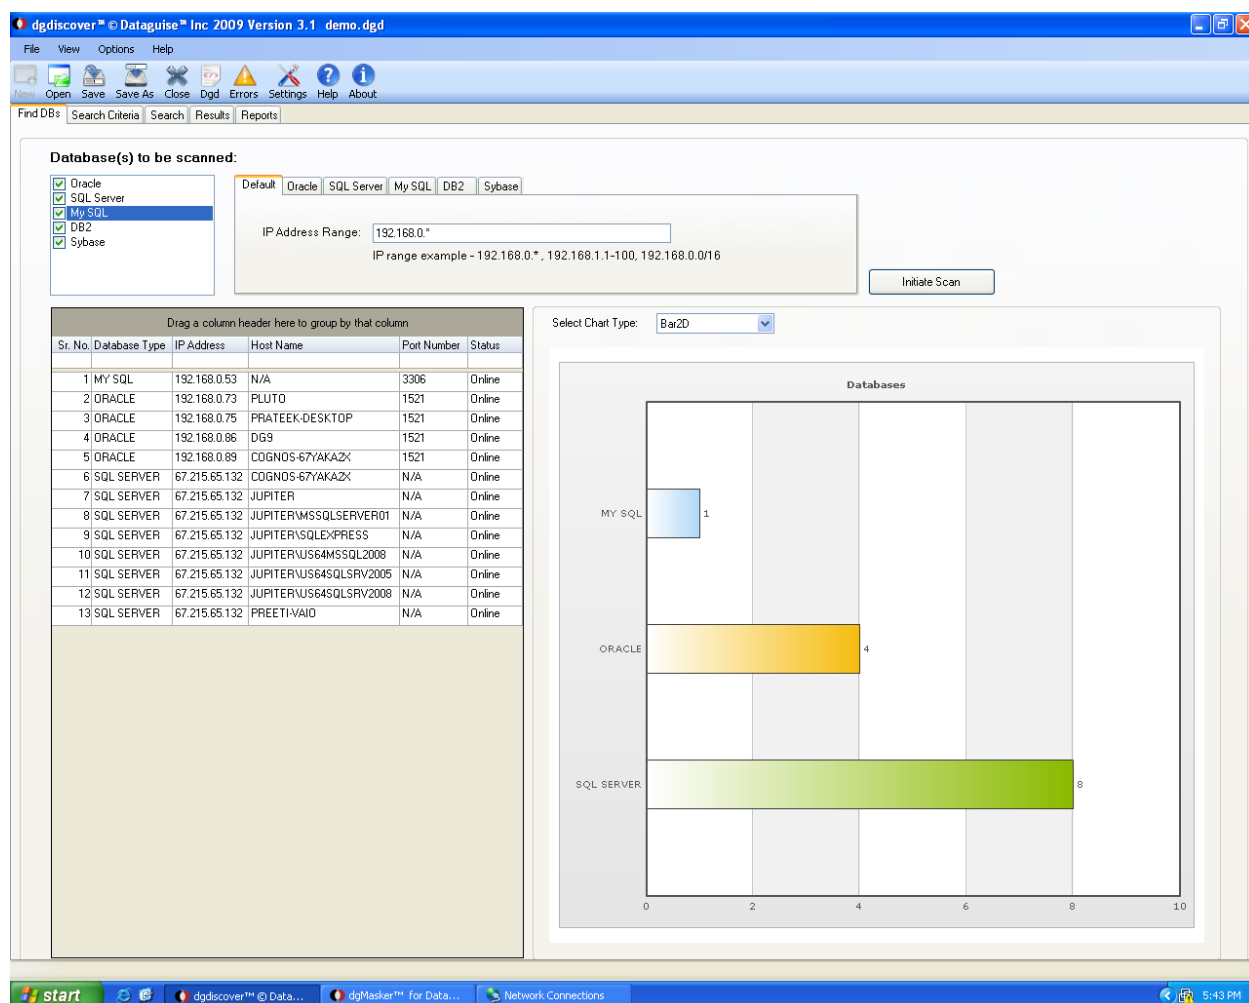 dgdiscover™ © Dataguise™ Inc 2009 Version 3.1 demo.dgd
File View Options Help
New Open Save Save As Close Dgd Errors Settings Help About
Find DBs Search Criteria Search Results Reports
Database(s) to be scanned:
Oracle
SQL Server
My SQL
DB2
Sybase
Default Oracle SQL Server My SQL DB2 Sybase
IP Address Range: 192.168.0.*
IP range example - 192.168.0.* , 192.168.1.1-100, 192.168.0.0/16
Initiate Scan
Drag a column header here to group by that column
Sr. No. Database Type IP Address Host Name Port Number Status
1 MY SQL 192.168.0.53 N/A 3306 Online
2 ORACLE 192.168.0.73 PLUTO 1521 Online
3 ORACLE 192.168.0.75 PRATEEK-DESKTOP 1521 Online
4 ORACLE 192.168.0.86 DG9 1521 Online
5 ORACLE 192.168.0.89 COGNOS-67YAKA2X 1521 Online
6 SQL SERVER 67.215.65.132 COGNOS-67YAKA2X N/A Online
7 SQL SERVER 67.215.65.132 JUPITER N/A Online
8 SQL SERVER 67.215.65.132 JUPITER\MSSQLSERVER01 N/A Online
9 SQL SERVER 67.215.65.132 JUPITER\SQLEXPRESS N/A Online
10 SQL SERVER 67.215.65.132 JUPITER\US64MSSQL2008 N/A Online
11 SQL SERVER 67.215.65.132 JUPITER\US64SQLSRV2005 N/A Online
12 SQL SERVER 67.215.65.132 JUPITER\US64SQLSRV2008 N/A Online
13 SQL SERVER 67.215.65.132 PREETI-VAIO N/A Online
Select Chart Type: Bar2D
Databases
MY SQL 1
ORACLE 4
SQL SERVER 8
0 2 4 6 8 10
start dgdiscover™ © Data... dgMasker™ for Data... Network Connections 5:43 PM